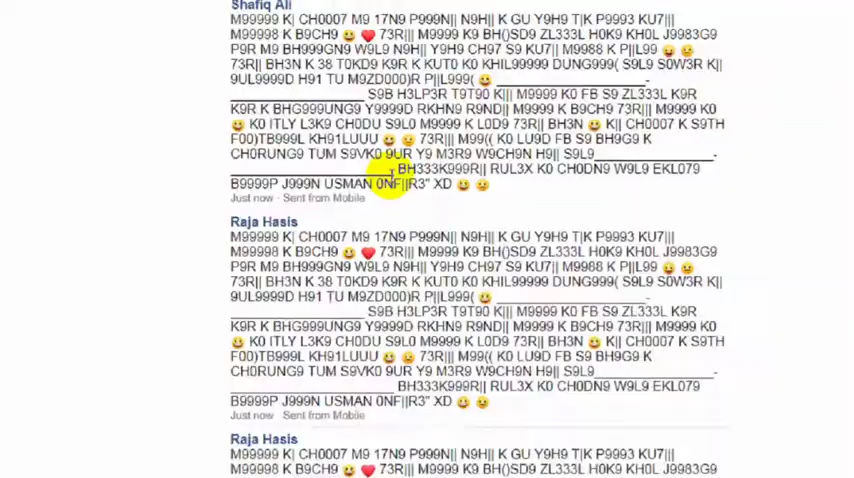 Shafiq Ali
M99999 K| CH0007 M9 17N9 P999N|| N9H|| K GU Y9H9 T|K P9993 KU7|||
M99998 K B9CH9 😃 ❤️ 73R||| M9999 K9 BH()SD9 ZL333L H0K9 KH0L J9983G9
P9R M9 BH999GN9 W9L9 N9H|| Y9H9 CH97 S9 KU7|| M9988 K P||L99 😜 😉
73R|| BH3N K 38 T0KD9 K9R K KUT0 K0 KHIL99999 DUNG999( S9L9 S0W3R K||
9UL9999D H91 TU M9ZD000)R P||L999( 😃 ____________________-
______________________ S9B H3LP3R T9T90 K||| M9999 K0 FB S9 ZL333L K9R
K9R K BHG999UNG9 Y9999D RKHN9 R9ND|| M9999 K B9CH9 73R||| M9999 K0
😃 K0 ITLY L3K9 CH0DU S9L0 M9999 K L0D9 73R|| BH3N 😃 K|| CH0007 K S9TH
F00)TB999L KH91LUUU 😃 😉 73R||| M99(( K0 LU9D FB S9 BH9G9 K
CH0RUNG9 TUM S9VK0 9UR Y9 M3R9 W9CH9N H9|| S9L9________________-
______________________- BH333K999R|| RUL3X K0 CH0DN9 W9L9 EKL079
B9999P J999N USMAN 0NF||R3" XD 😃 😉
Just now · Sent from Mobile
Raja Hasis
M99999 K| CH0007 M9 17N9 P999N|| N9H|| K GU Y9H9 T|K P9993 KU7|||
M99998 K B9CH9 😃 ❤️ 73R||| M9999 K9 BH()SD9 ZL333L H0K9 KH0L J9983G9
P9R M9 BH999GN9 W9L9 N9H|| Y9H9 CH97 S9 KU7|| M9988 K P||L99 😜 😉
73R|| BH3N K 38 T0KD9 K9R K KUT0 K0 KHIL99999 DUNG999( S9L9 S0W3R K||
9UL9999D H91 TU M9ZD000)R P||L999( 😃 ____________________-
______________________ S9B H3LP3R T9T90 K||| M9999 K0 FB S9 ZL333L K9R
K9R K BHG999UNG9 Y9999D RKHN9 R9ND|| M9999 K B9CH9 73R||| M9999 K0
😃 K0 ITLY L3K9 CH0DU S9L0 M9999 K L0D9 73R|| BH3N 😃 K|| CH0007 K S9TH
F00)TB999L KH91LUUU 😃 😉 73R||| M99(( K0 LU9D FB S9 BH9G9 K
CH0RUNG9 TUM S9VK0 9UR Y9 M3R9 W9CH9N H9|| S9L9________________-
______________________ BH333K999R|| RUL3X K0 CH0DN9 W9L9 EKL079
B9999P J999N USMAN 0NF||R3" XD 😃 😉
Just now · Sent from Mobile
Raja Hasis
M99999 K| CH0007 M9 17N9 P999N|| N9H|| K GU Y9H9 T|K P9993 KU7|||
M99998 K B9CH9 😃 ❤️ 73R||| M9999 K9 BH()SD9 ZL333L H0K9 KH0L J9983G9